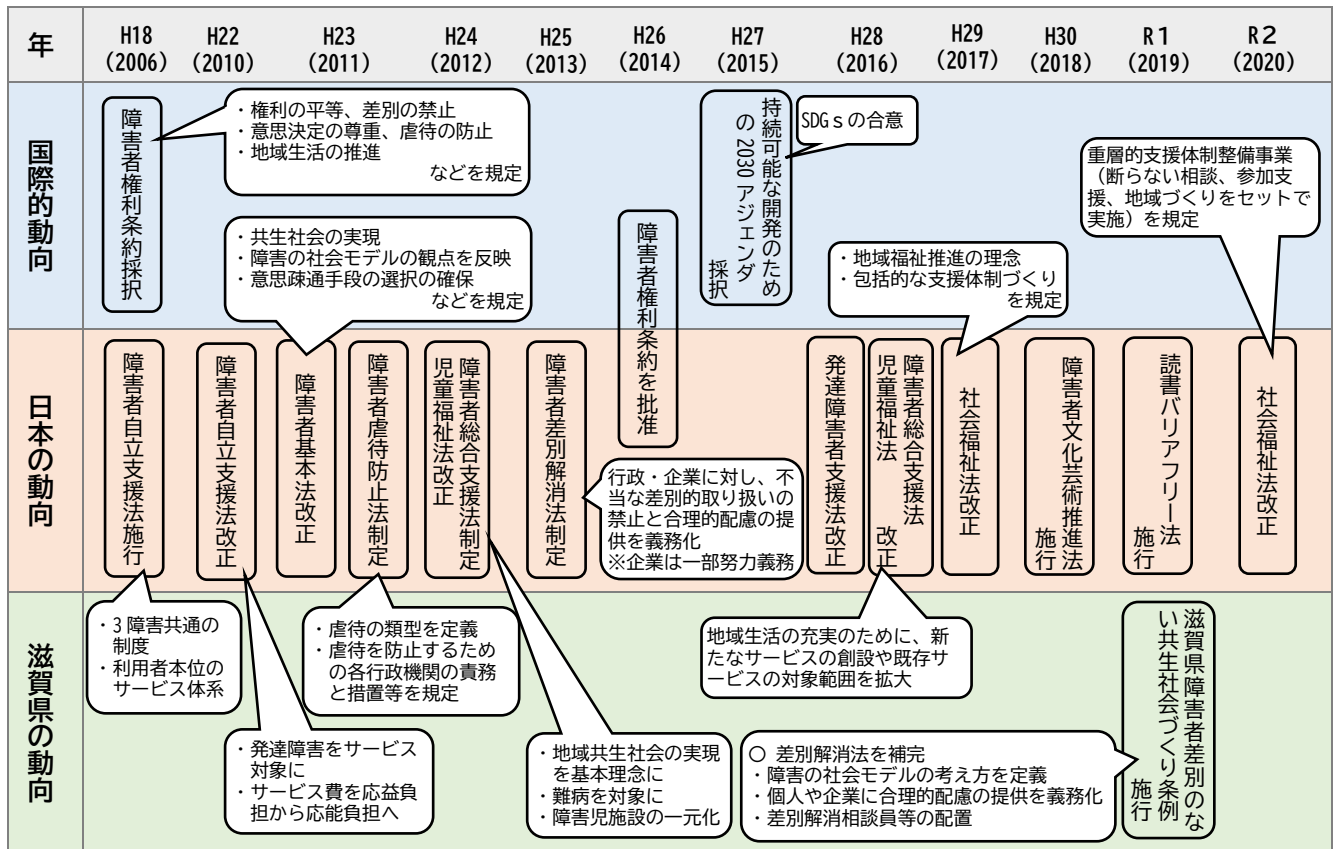 年
H18
(2006)
H22
(2010)
H23
(2011)
H24
(2012)
H25
(2013)
H26
(2014)
H27
(2015)
H28
(2016)
H29
(2017)
H30
(2018)
R1
(2019)
R2
(2020)
国際的動向
障害者権利条約採択
・権利の平等、差別の禁止
・意思決定の尊重、虐待の防止
・地域生活の推進
などを規定
・共生社会の実現
・障害の社会モデルの観点を反映
・意思疎通手段の選択の確保
などを規定
障害者権利条約を批准
持続可能な開発のため
の 2030 アジェンダ
採択
SDGｓの合意
・地域福祉推進の理念
・包括的な支援体制づくり
を規定
重層的支援体制整備事業
（断らない相談、参加支
援、地域づくりをセットで
実施）を規定
日本の動向
障害者自立支援法施行
障害者自立支援法改正
障害者基本法改正
障害者虐待防止法制定
障害者総合支援法制定
児童福祉法改正
障害者差別解消法制定
行政・企業に対し、不
当な差別的取り扱いの
禁止と合理的配慮の提
供を義務化
※企業は一部努力義務
発達障害者支援法改正
障害者総合支援法
児童福祉法　改正
社会福祉法改正
障害者文化芸術推進法
施行
読書バリアフリー法
施行
社会福祉法改正
滋賀県の動向
・3 障害共通の
制度
・利用者本位の
サービス体系
・発達障害をサービス
対象に
・サービス費を応益負
担から応能負担へ
・虐待の類型を定義
・虐待を防止するため
の各行政機関の責務
と措置等を規定
・地域共生社会の実現
を基本理念に
・難病を対象に
・障害児施設の一元化
地域生活の充実のために、新
たなサービスの創設や既存サ
ービスの対象範囲を拡大
○ 差別解消法を補完
・障害の社会モデルの考え方を定義
・個人や企業に合理的配慮の提供を義務化
・差別解消相談員等の配置
滋賀県障害者差別のな
い共生社会づくり条例
施行